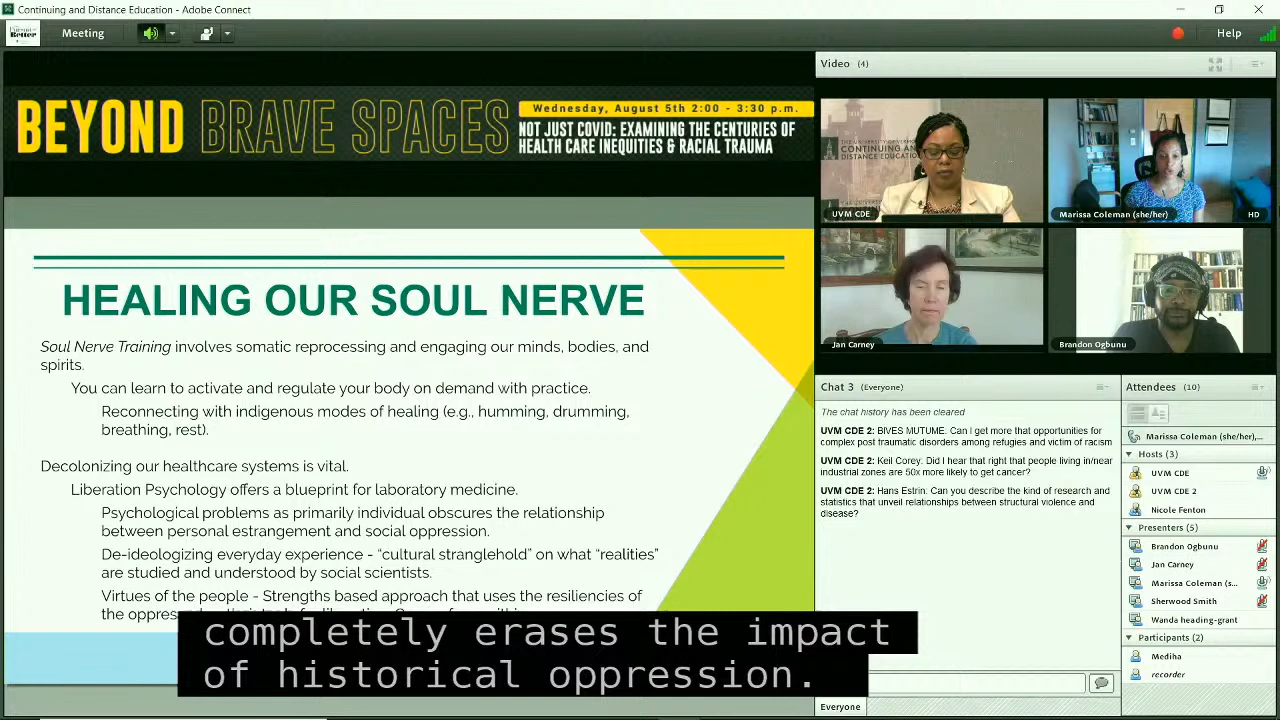 Continuing and Distance Education - Adobe Connect
Meeting
Help
BEYOND BRAVE SPACES
Wednesday, August 5th 2:00 - 3:30 p.m.
NOT JUST COVID: EXAMINING THE CENTURIES OF
HEALTH CARE INEQUITIES & RACIAL TRAUMA
HEALING OUR SOUL NERVE
Soul Nerve Training involves somatic reprocessing and engaging our minds, bodies, and
spirits.
You can learn to activate and regulate your body on demand with practice.
Reconnecting with indigenous modes of healing (e.g., humming, drumming,
breathing, rest).
Decolonizing our healthcare systems is vital.
Liberation Psychology offers a blueprint for laboratory medicine.
Psychological problems as primarily individual obscures the relationship
between personal estrangement and social oppression.
De-ideologizing everyday experience - “cultural stranglehold” on what “realities”
are studied and understood by social scientists.
Virtues of the people - Strengths based approach that uses the resiliencies of
the
completely erases the impact
of historical oppression.
Video (4)
CONTINUING AND
DISTANCE EDUCATION
UVM CDE
Marissa Coleman (she/her)
HD
Jan Carney
Brandon Ogbunu
Chat 3 (Everyone)
The chat history has been cleared
UVM CDE 2: BIVES MUTUME: Can I get more that opportunities for
complex post traumatic disorders among refugies and victim of racism
UVM CDE 2: Keil Corey: Did I hear that right that people living in/near
industrial zones are 50x more likely to get cancer?
UVM CDE 2: Hans Estrin: Can you describe the kind of research and
statistics that unveil relationships between structural violence and
disease?
Everyone
Attendees (10)
Marissa Coleman (she/her),...
Hosts (3)
UVM CDE
UVM CDE 2
Nicole Fenton
Presenters (5)
Brandon Ogbunu
Jan Carney
Marissa Coleman (s...
Sherwood Smith
Wanda heading-grant
Participants (2)
Mediha
recorder